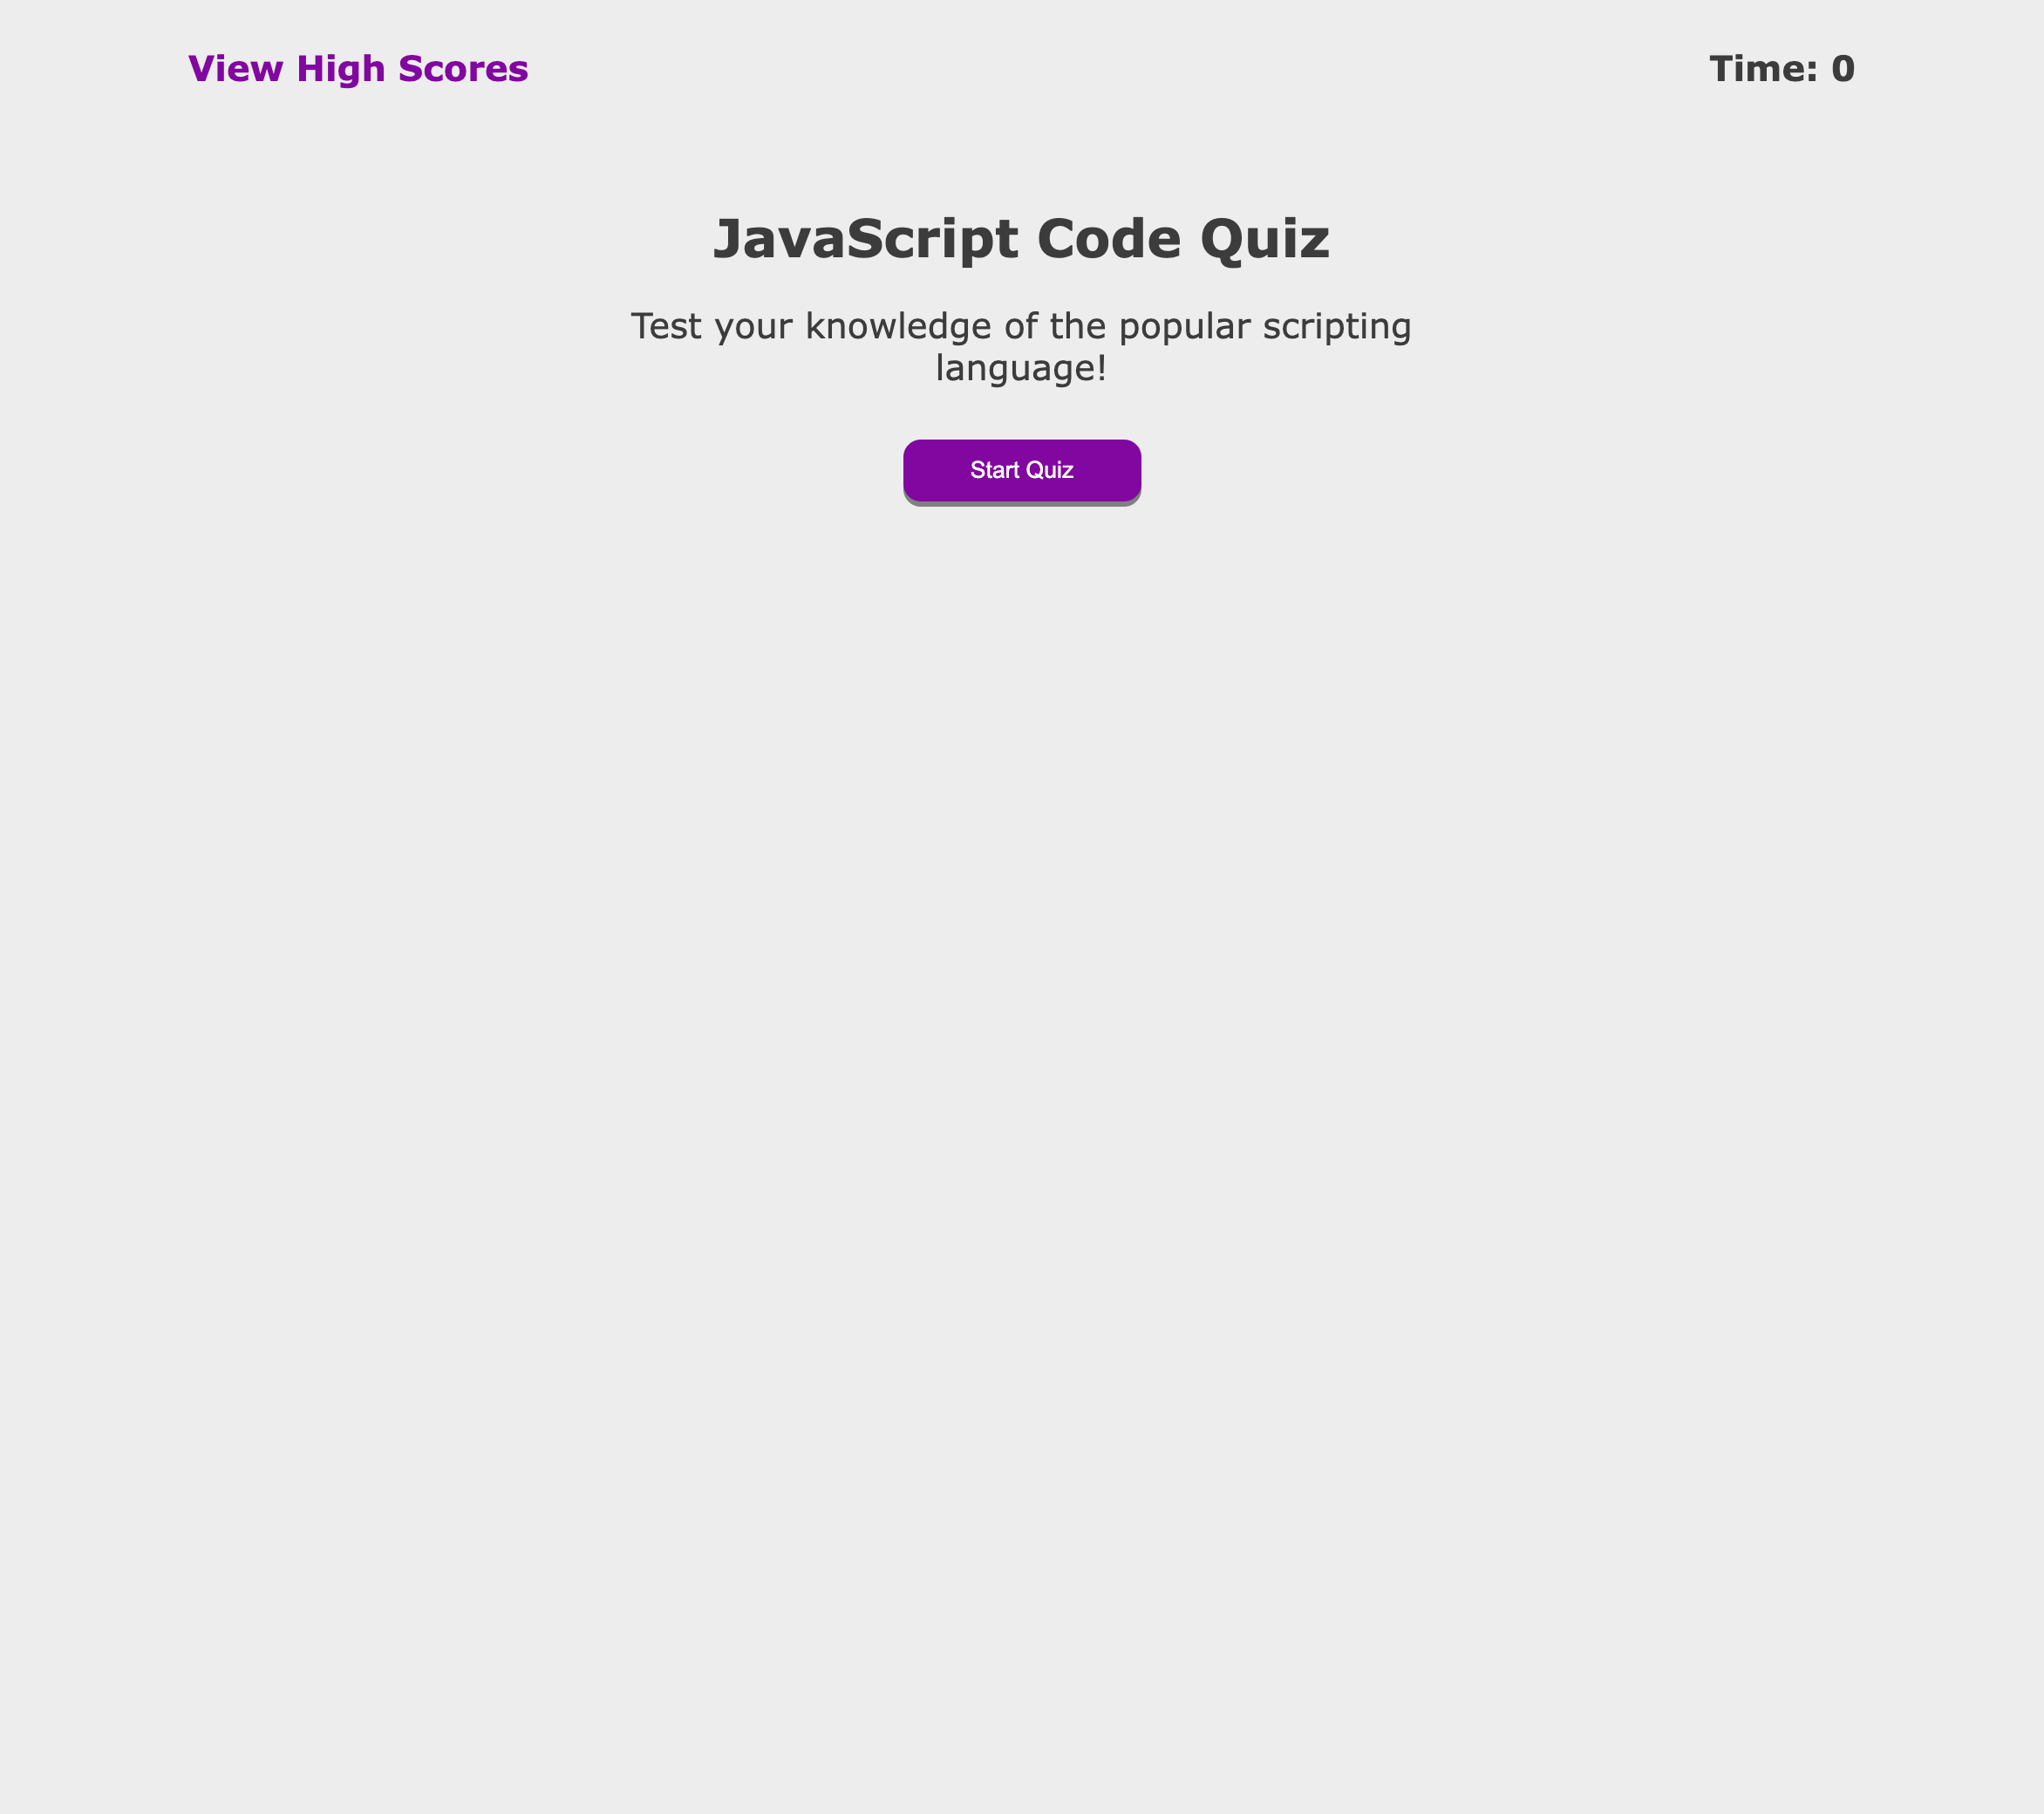 View High Scores
Time: 0
JavaScript Code Quiz
Test your knowledge of the popular scripting
language!
Start Quiz